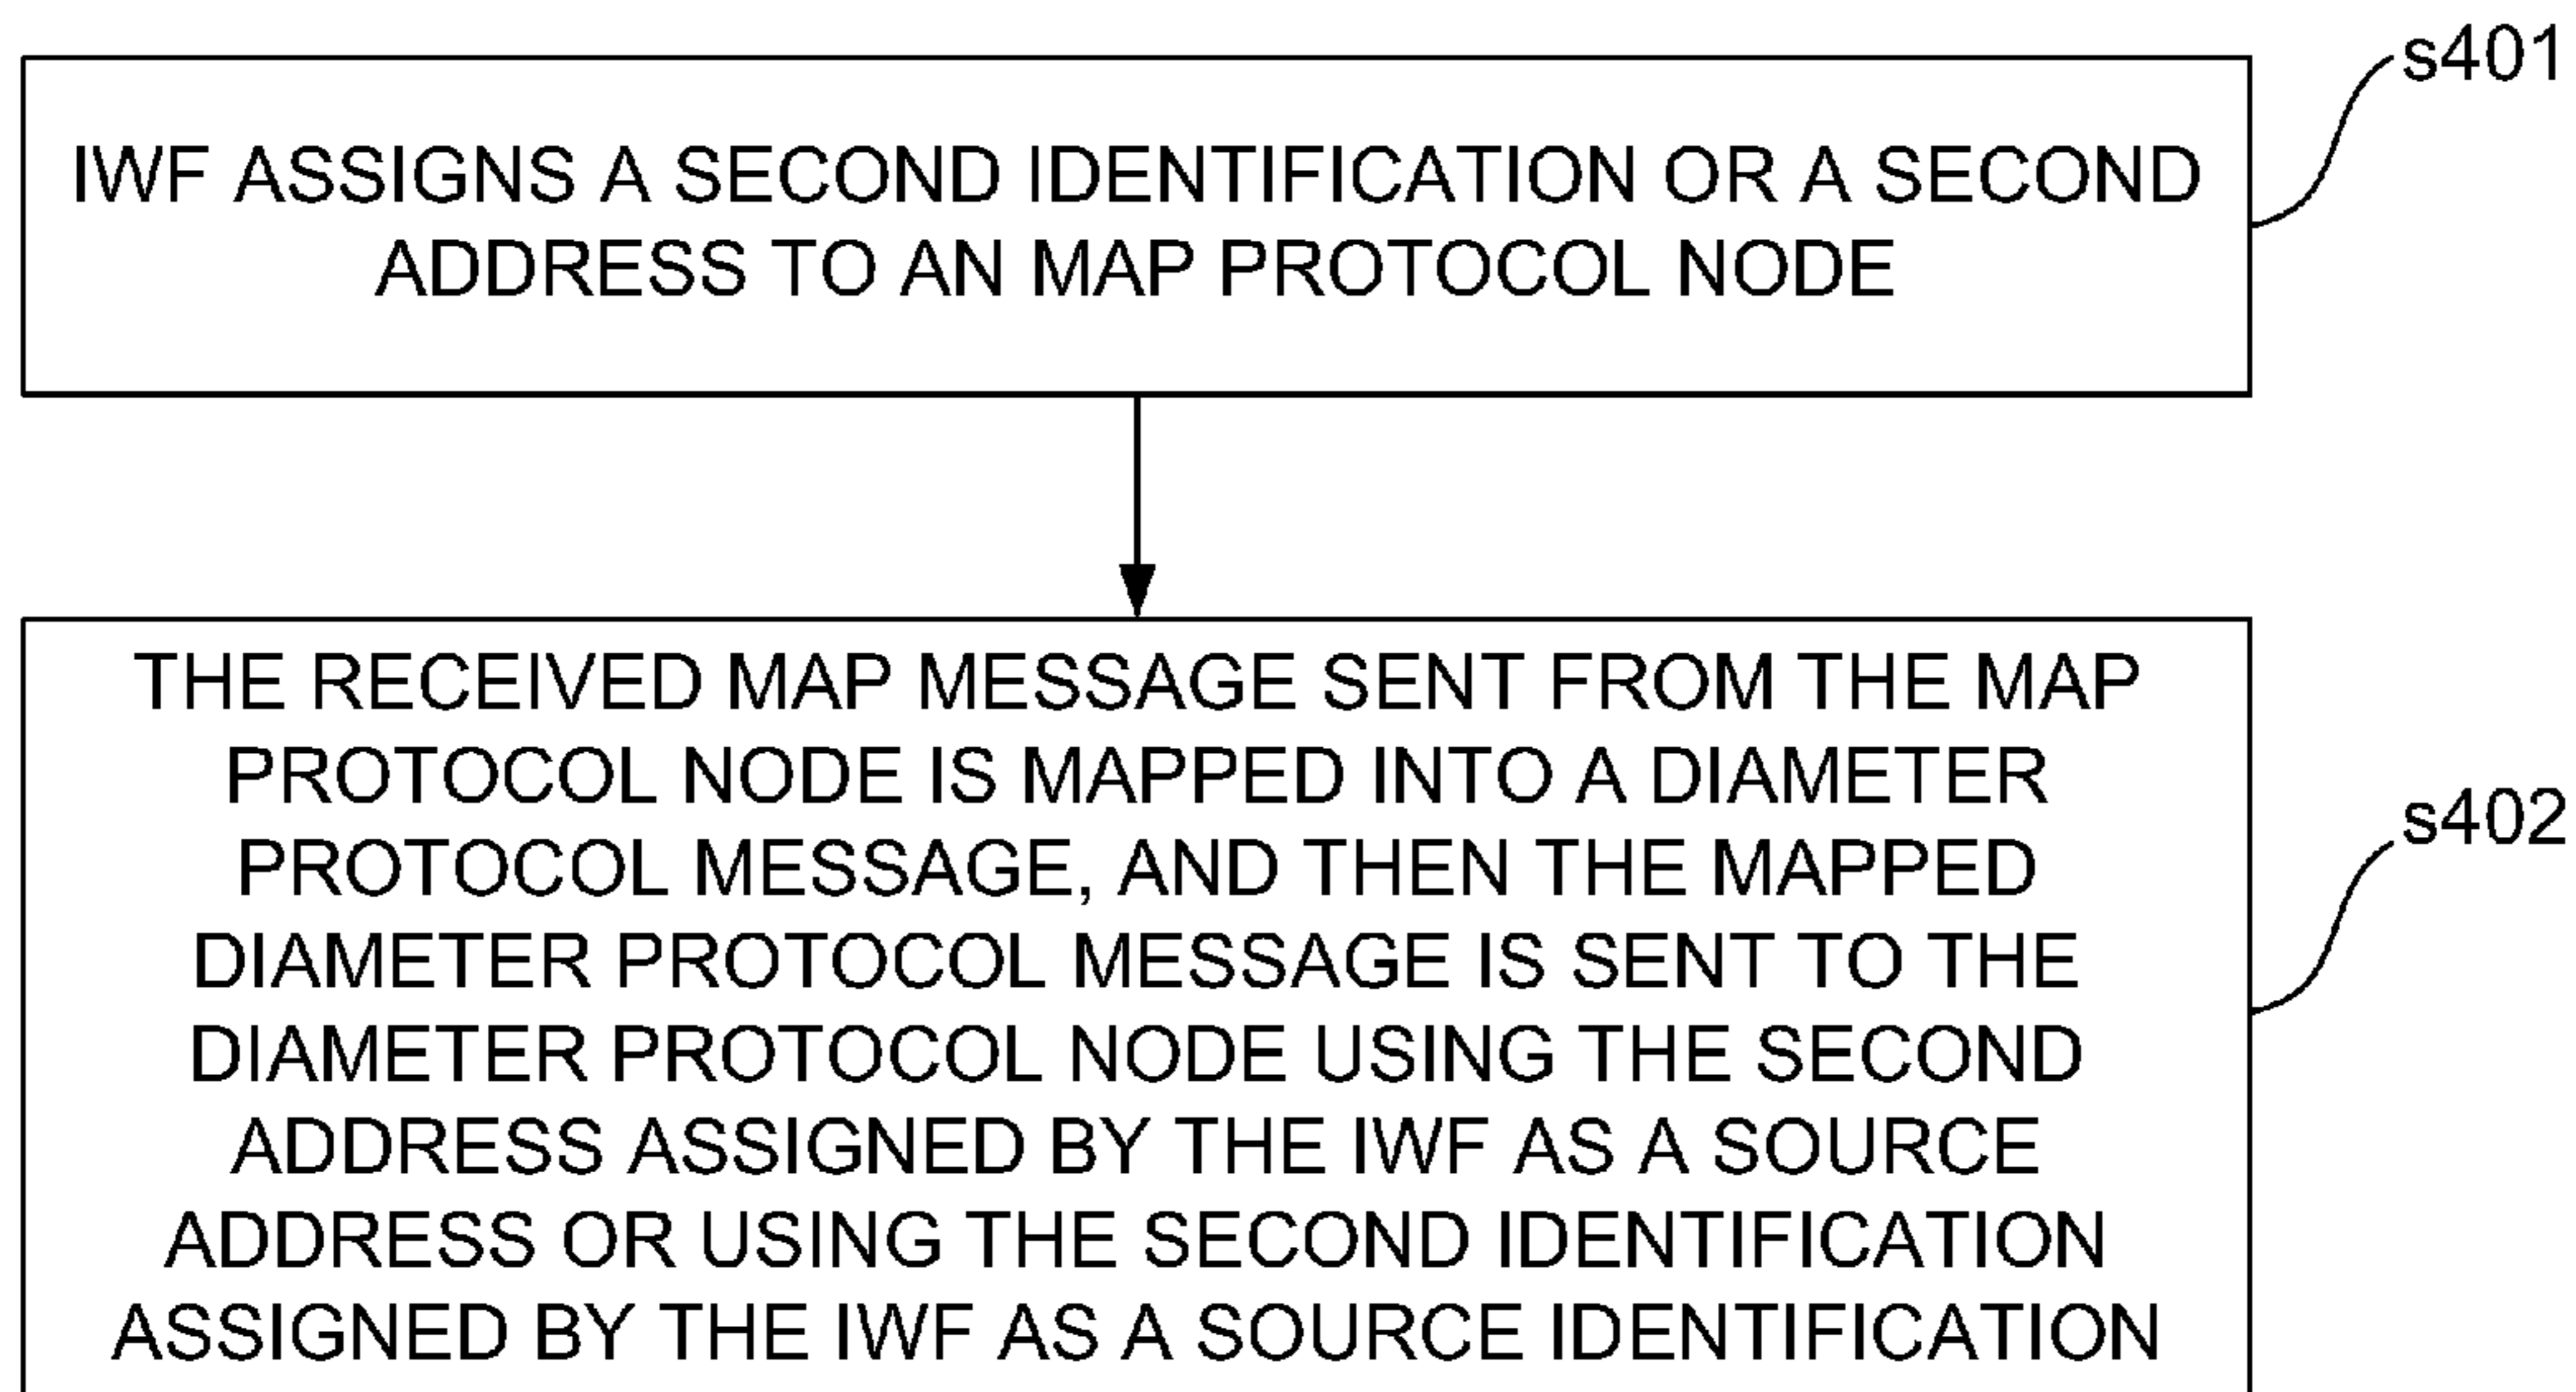 s401
IWF ASSIGNS A SECOND IDENTIFICATION OR A SECOND
ADDRESS TO AN MAP PROTOCOL NODE
THE RECEIVED MAP MESSAGE SENT FROM THE MAP
PROTOCOL NODE IS MAPPED INTO A DIAMETER
PROTOCOL MESSAGE, AND THEN THE MAPPED
DIAMETER PROTOCOL MESSAGE IS SENT TO THE
DIAMETER PROTOCOL NODE USING THE SECOND
ADDRESS ASSIGNED BY THE IWF AS A SOURCE
ADDRESS OR USING THE SECOND IDENTIFICATION
ASSIGNED BY THE IWF AS A SOURCE IDENTIFICATION
s402